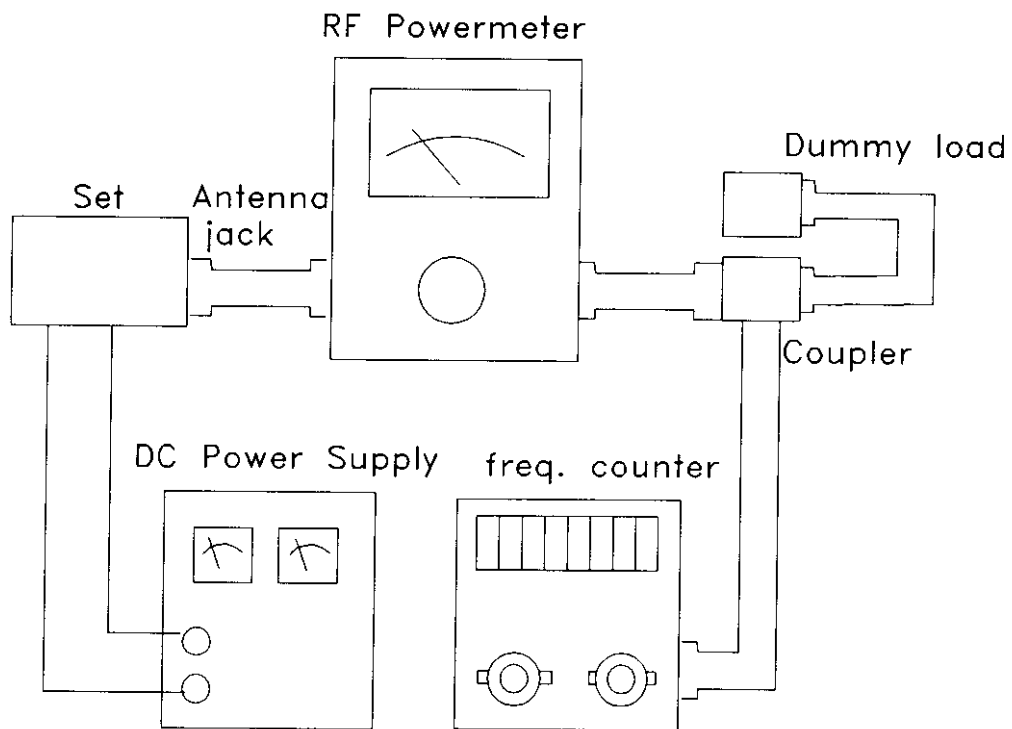 RF Powermeter
Dummy load
Set
Antenna
jack
Coupler
DC Power Supply
freq. counter